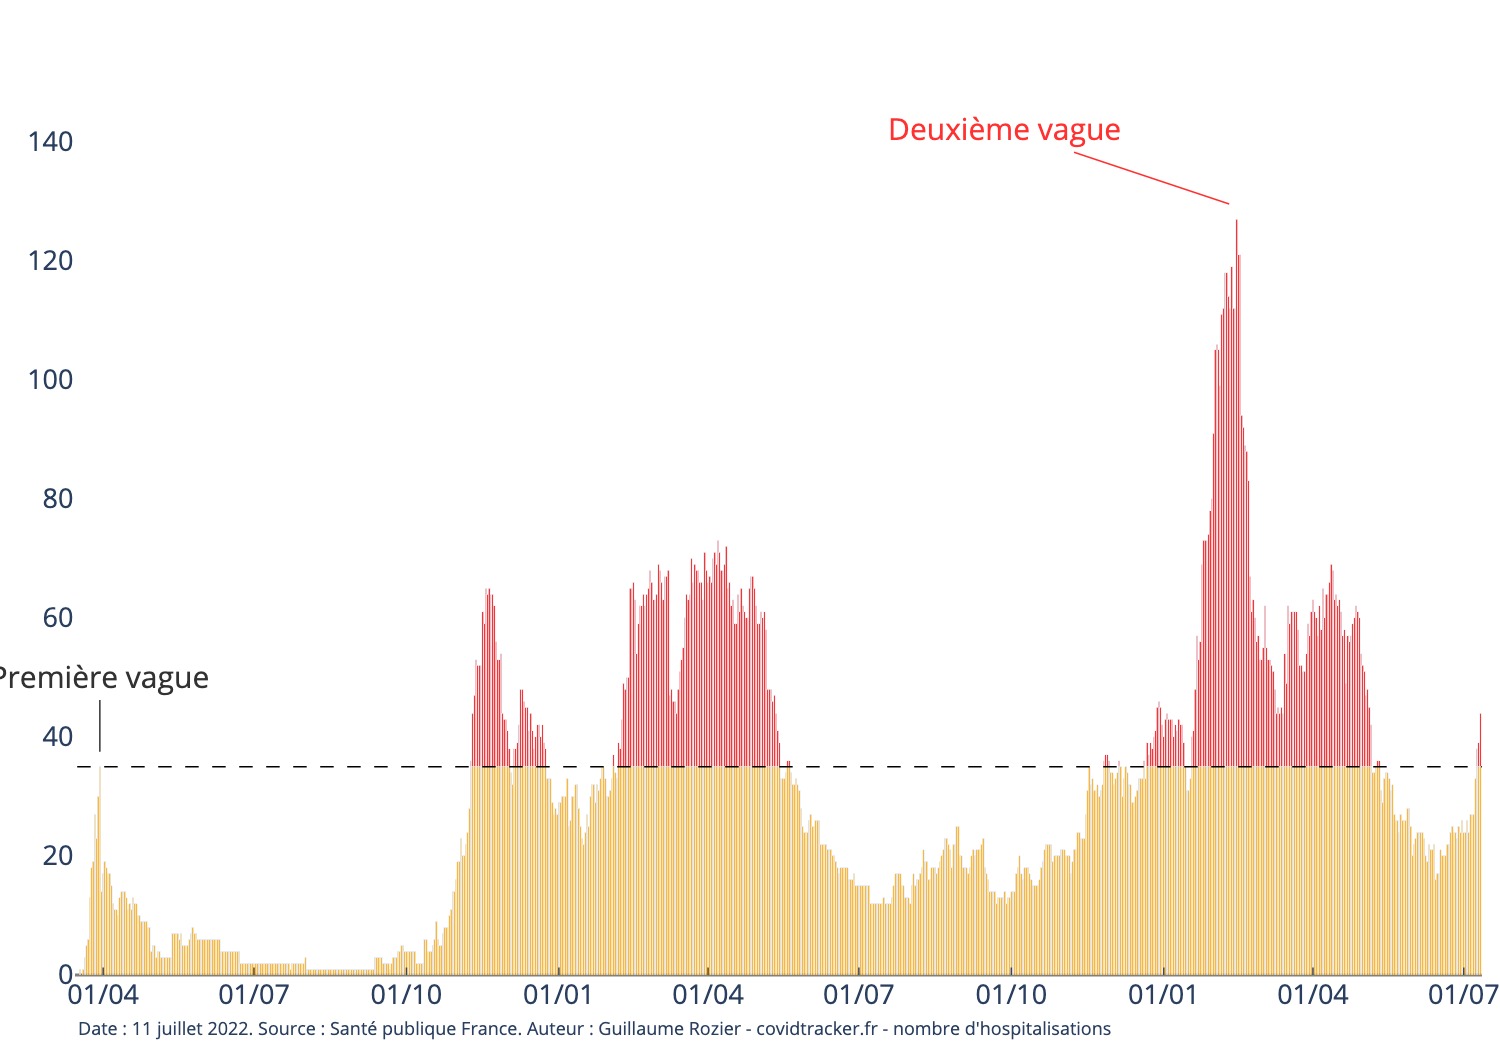 Deuxième vague
140
120
100
80
60
Première vague
40
20
0
01/04 01/07 01/10 01/01 01/04 01/07 01/10 01/01 01/04 01/07
Date : 11 juillet 2022. Source : Santé publique France. Auteur : Guillaume Rozier - covidtracker.fr - nombre d'hospitalisations